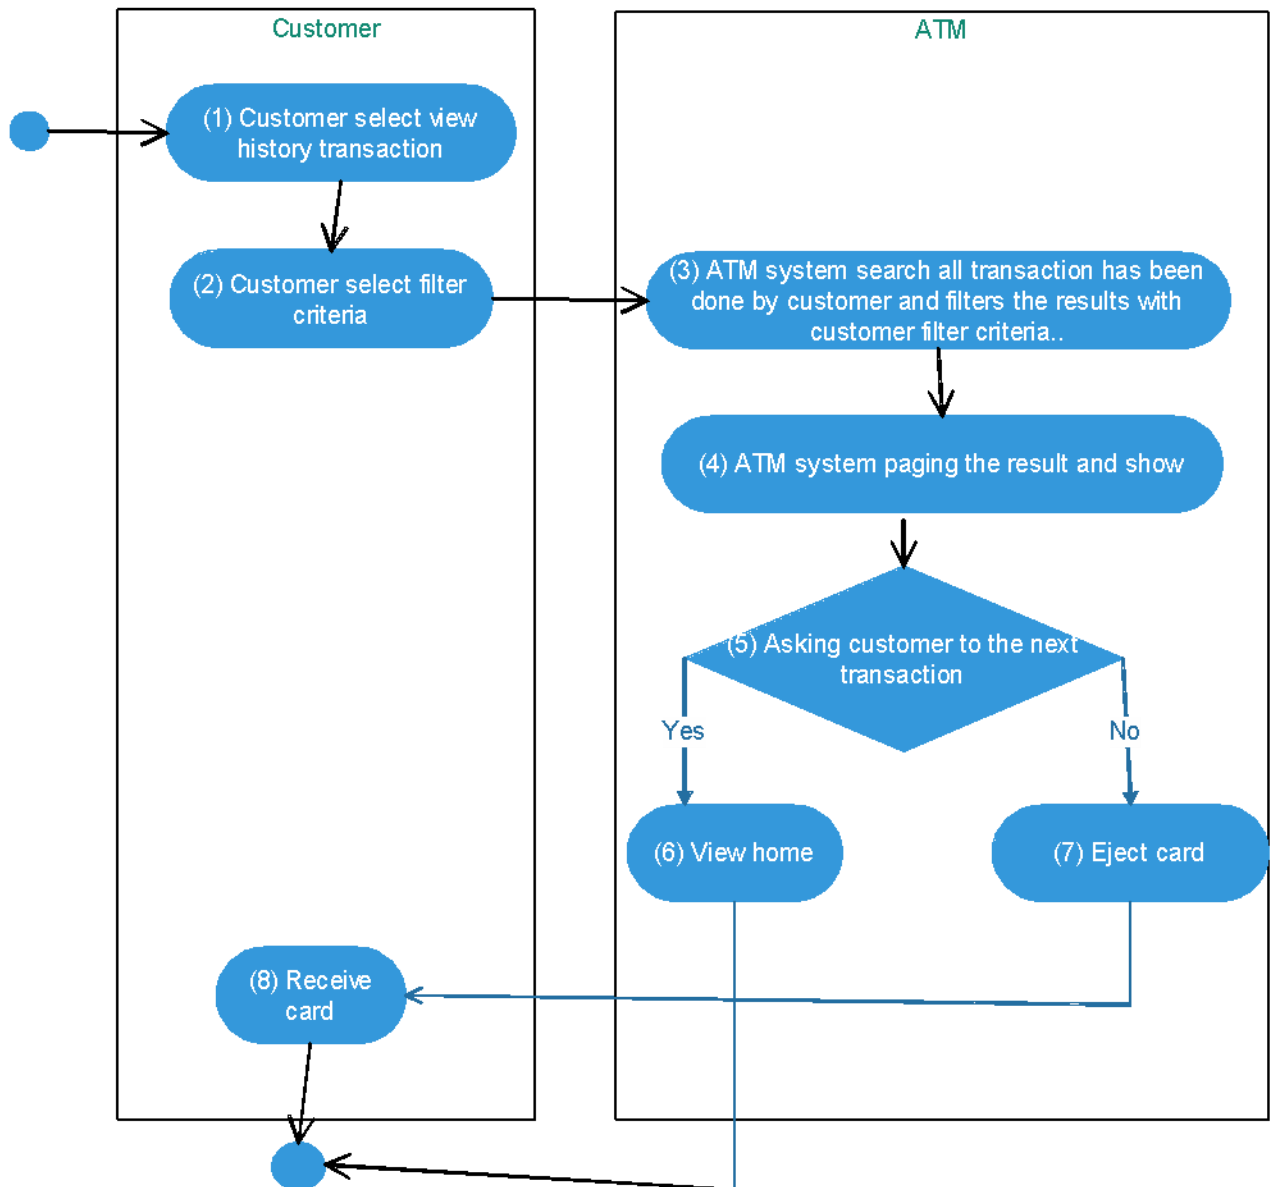 Customer
ATM
(1) Customer select view
history transaction
(2) Customer select filter
criteria
(3) ATM system search all transaction has been
done by customer and filters the results with
customer filter criteria..
(4) ATM system paging the result and show
(5) Asking customer to the next
transaction
Yes
No
(6) View home
(7) Eject card
(8) Receive
card